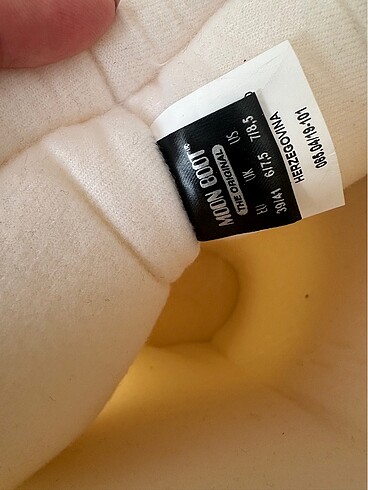 MOON BOOT®
THE ORIGINAL
EU UK US
39/41 6/7.5 7/8,5
HERZEGOVINA
086.04/19-101